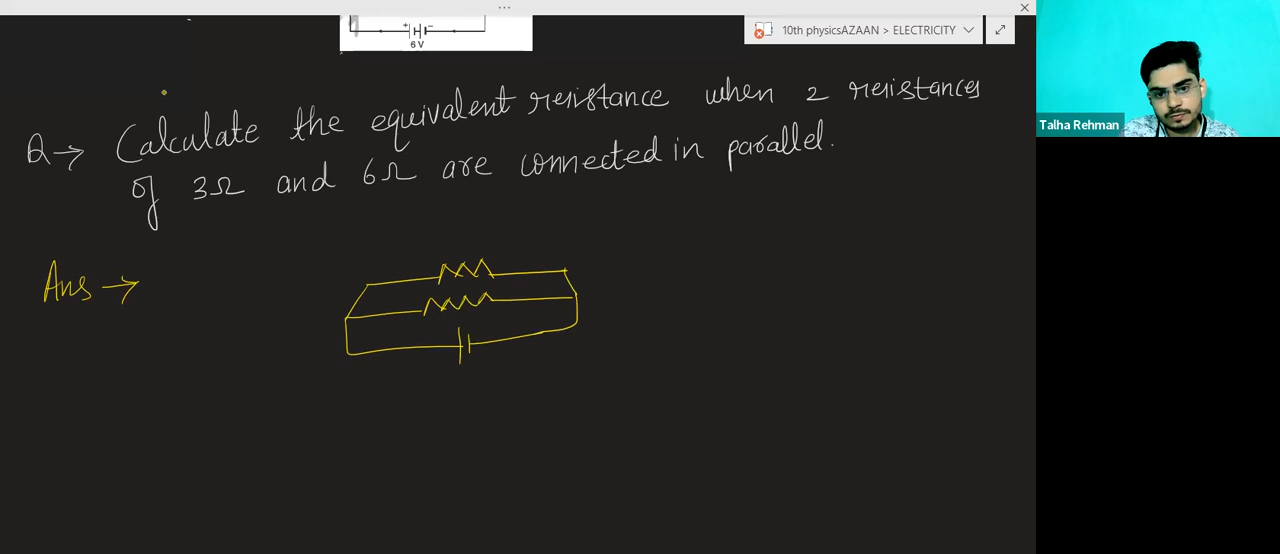 + -
6 V
10th physicsAZAAN > ELECTRICITY
Talha Rehman
Q → Calculate the equivalent resistance when 2 resistances
of 3Ω and 6Ω are connected in parallel.
Ans →